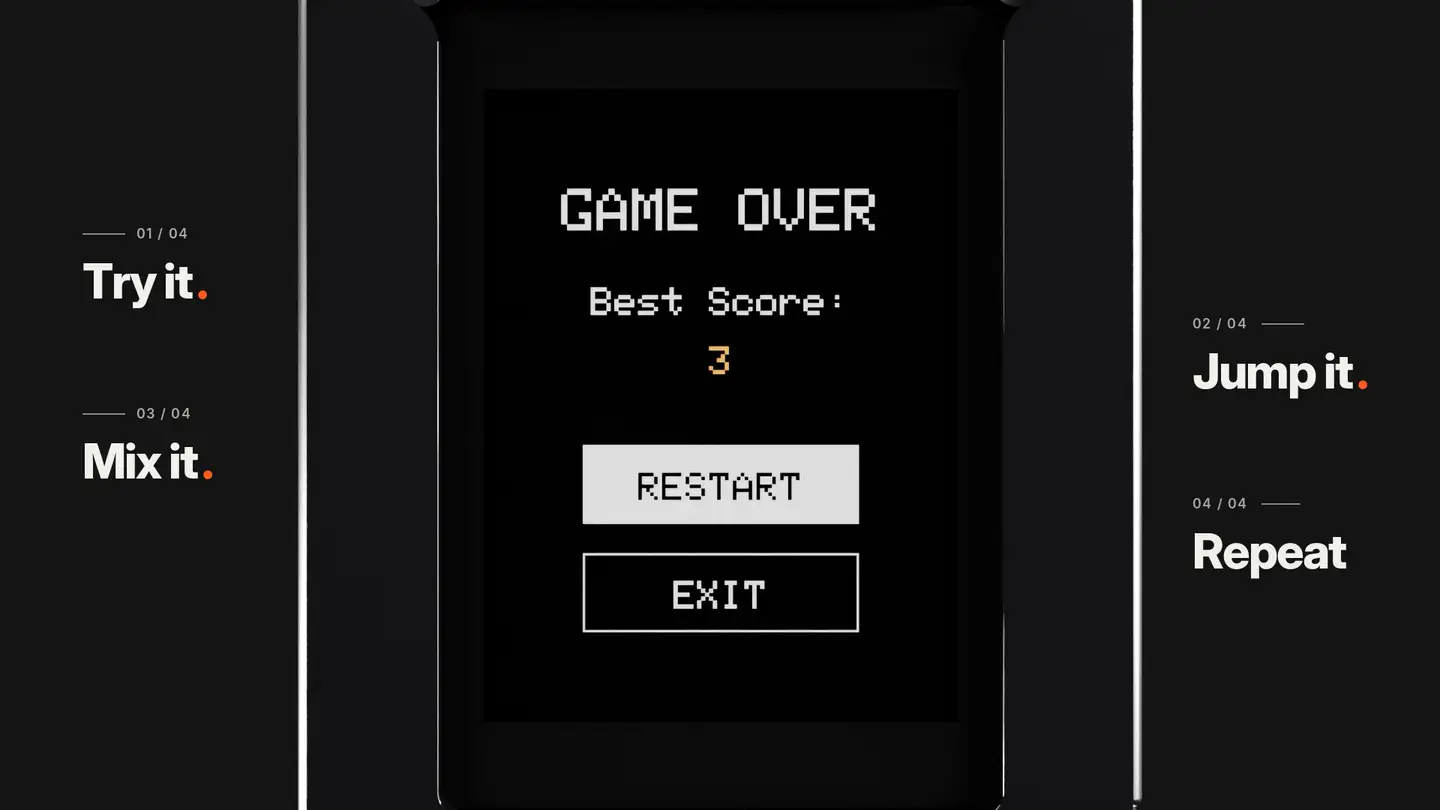 01 / 04
Try it.
02 / 04
Jump it.
03 / 04
Mix it.
04 / 04
Repeat
GAME OVER
Best Score:
3
RESTART
EXIT